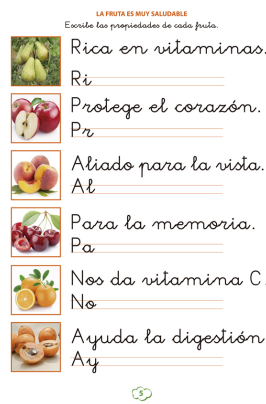 LA FRUTA ES MUY SALUDABLE
Escribe las propiedades de cada fruta.
Rica en vitaminas.
Ri
Protege el corazón.
Pr
Aliado para la vista.
Al
Para la memoria.
Pa
Nos da vitamina C.
No
Ayuda la digestión
Ay
5